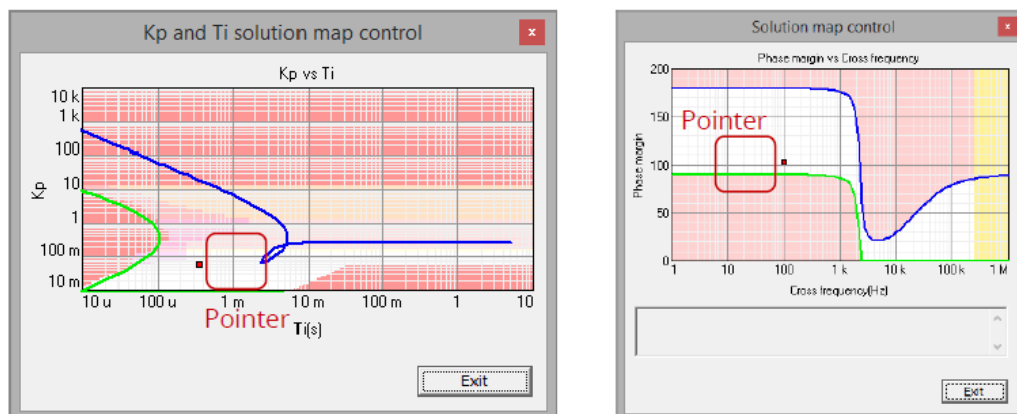 Kp and Ti solution map control
x
Kp vs Ti
10 k
1 k
100
10
1
100 m
10 m
Kp
10 u
100 u
1 m
10 m
100 m
1
10
Pointer
Ti(s)
Exit
Solution map control
x
Phase margin vs Cross frequency
200
150
100
50
0
Phase margin
Pointer
1
10
100
1 k
10 k
100 k
1 M
Cross frequency(Hz)
Exit